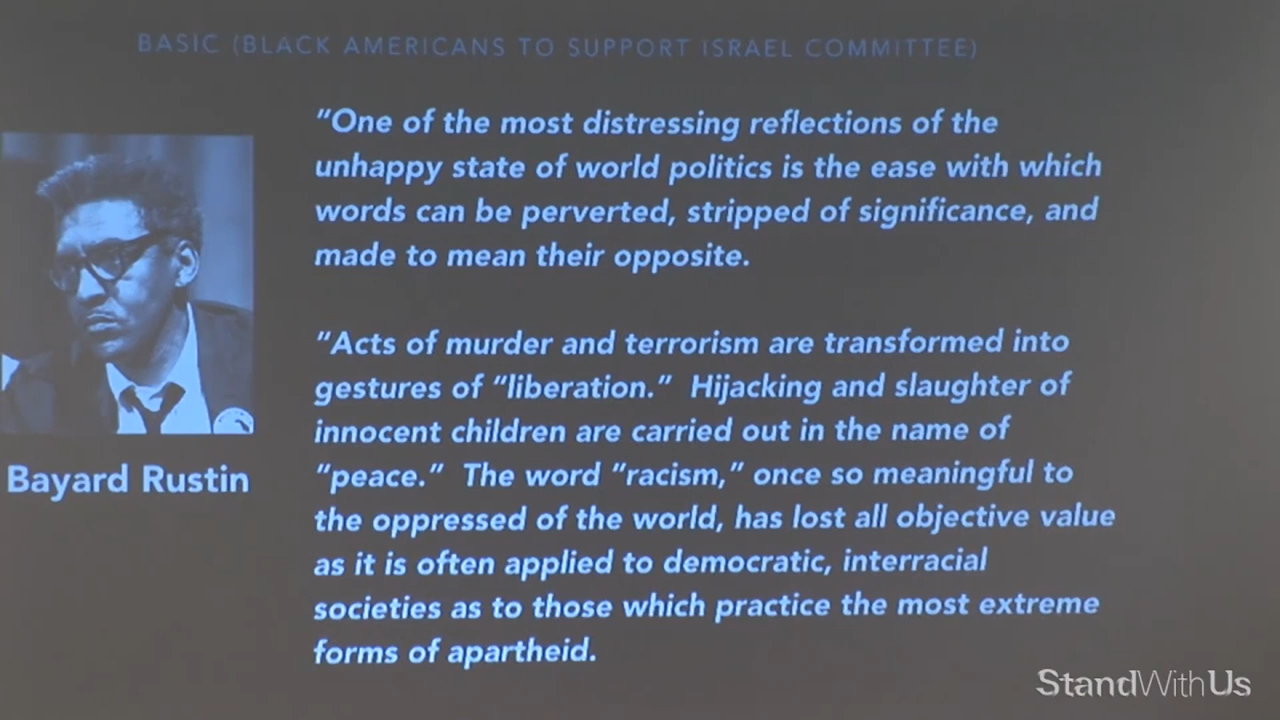 BASIC (BLACK AMERICANS TO SUPPORT ISRAEL COMMITTEE)
"One of the most distressing reflections of the
unhappy state of world politics is the ease with which
words can be perverted, stripped of significance, and
made to mean their opposite.
"Acts of murder and terrorism are transformed into
gestures of "liberation." Hijacking and slaughter of
innocent children are carried out in the name of
"peace." The word "racism," once so meaningful to
the oppressed of the world, has lost all objective value
as it is often applied to democratic, interracial
societies as to those which practice the most extreme
forms of apartheid.
Bayard Rustin
StandWithUs